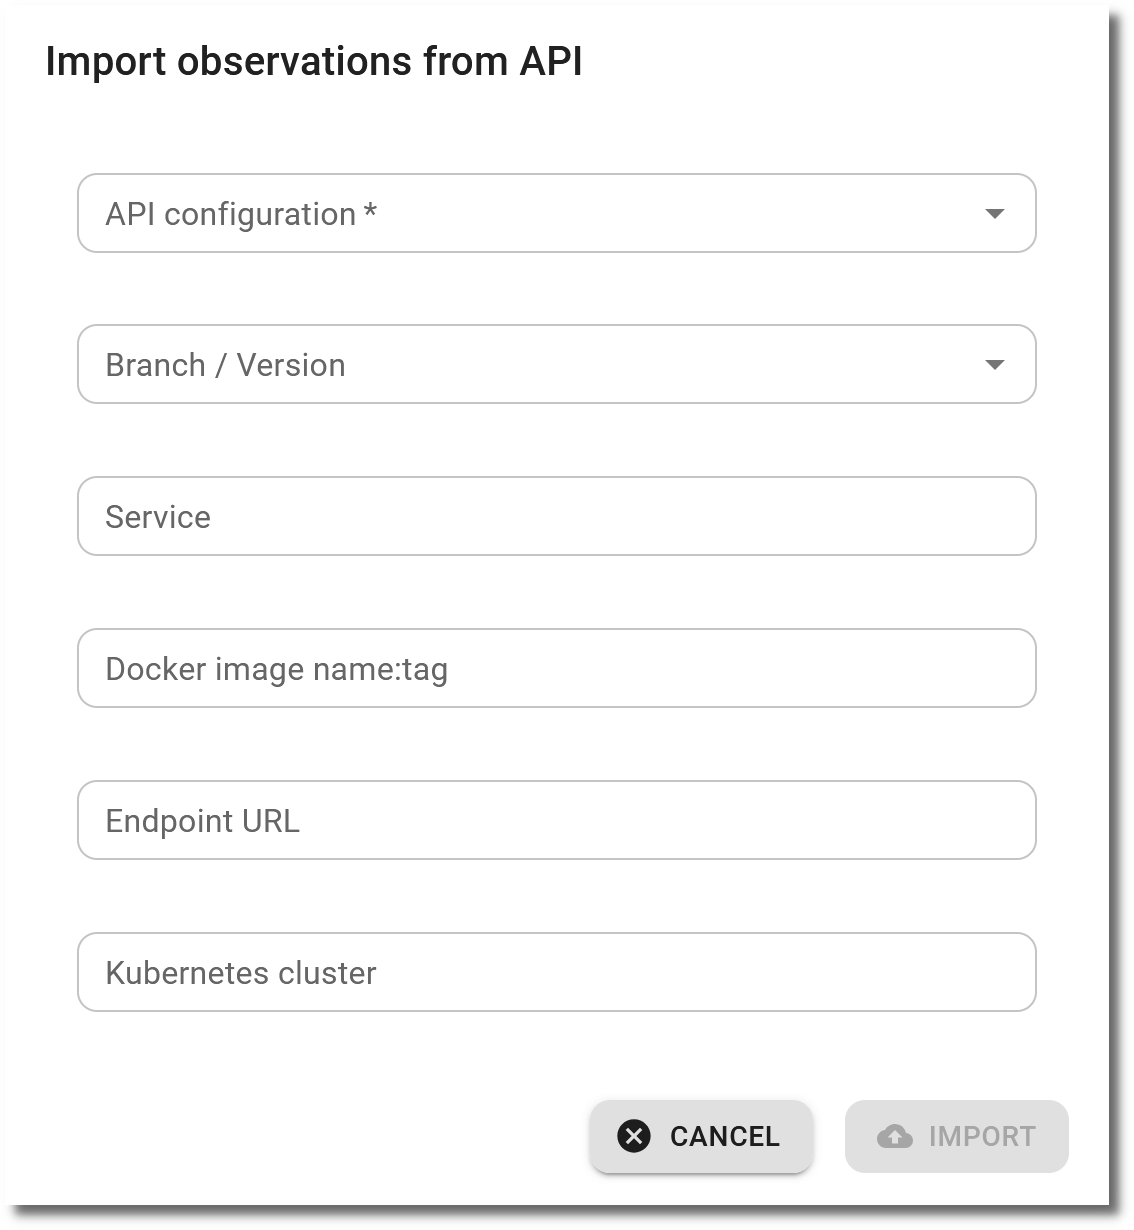 Import observations from API
API configuration *
Branch / Version
Service
Docker image name:tag
Endpoint URL
Kubernetes cluster
CANCEL
IMPORT